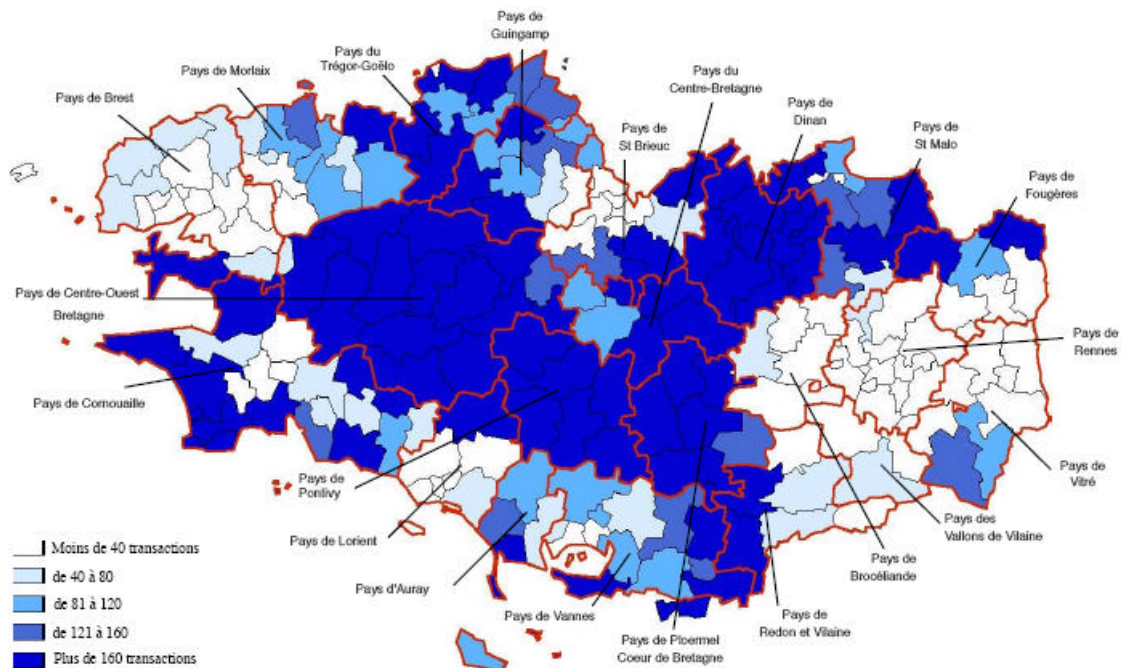 Pays de
Guingamp
Pays du
Trégor-Goëlo
Pays de Morlaix
Pays de Brest
Pays du
Centre-Bretagne
Pays de
Dinan
Pays de
St Brieuc
Pays de
St Malo
Pays de
Fougères
Pays de Centre-Ouest
Bretagne
Pays de
Rennes
Pays de Cornouaille
Pays de
Pontivy
Pays de
Vitré
Pays de Lorient
Pays des
Vallons de Vilaine
Pays de
Brocéliande
Pays d'Auray
Pays de Vannes
Pays de
Redon et Vilaine
Pays de Ploermel
Coeur de Bretagne
Moins de 40 transactions
de 40 à 80
de 81 à 120
de 121 à 160
Plus de 160 transactions